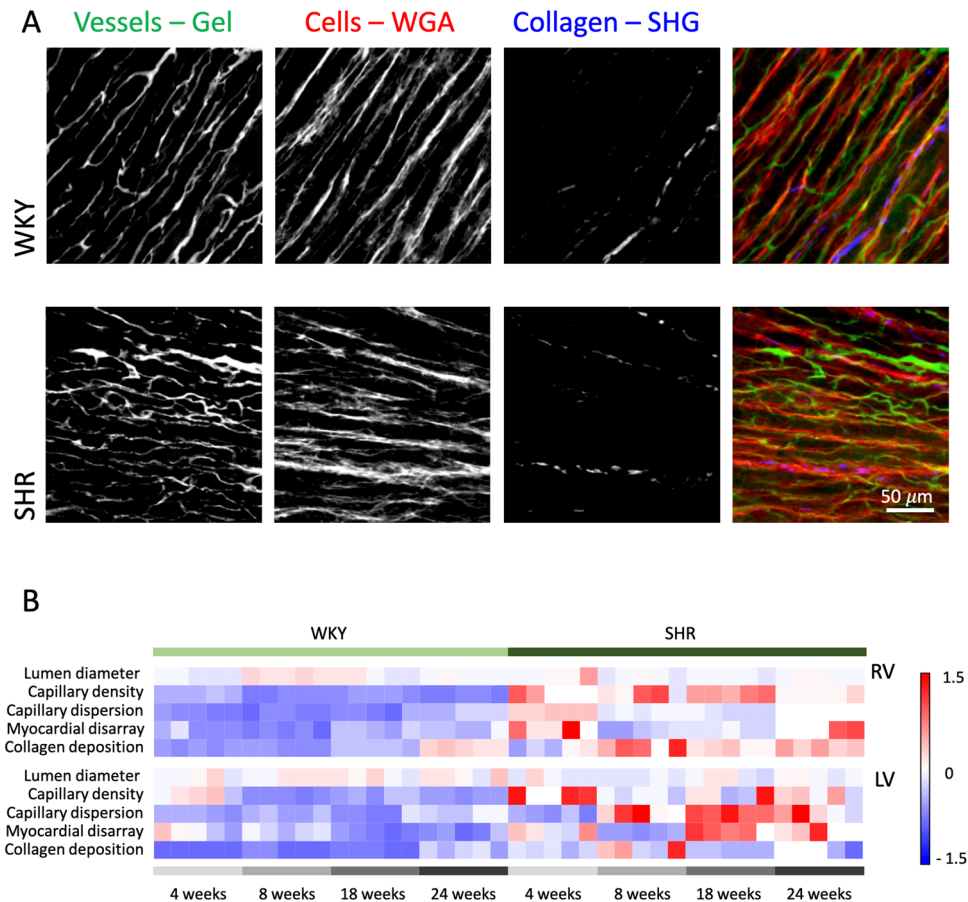 A
Vessels – Gel
Cells – WGA
Collagen – SHG
WKY
SHR
50 μm
B
WKY
SHR
Lumen diameter
Capillary density
Capillary dispersion
Myocardial disarray
Collagen deposition
RV
Lumen diameter
Capillary density
Capillary dispersion
Myocardial disarray
Collagen deposition
LV
1.5
0
- 1.5
4 weeks
8 weeks
18 weeks
24 weeks
4 weeks
8 weeks
18 weeks
24 weeks